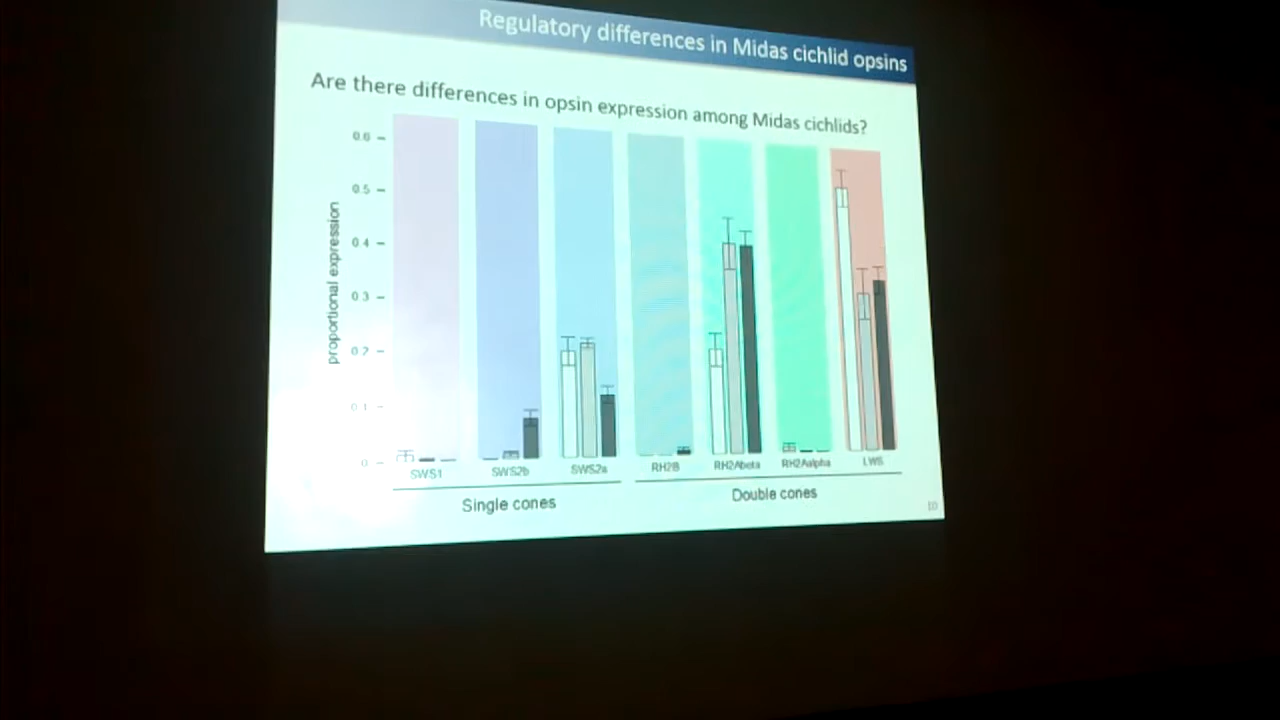 Regulatory differences in Midas cichlid opsins
Are there differences in opsin expression among Midas cichlids?
proportional expression
0.6
0.5
0.4
0.3
0.2
0.1
0
SWS1
SWS2b
SWS2a
RH2B
RH2Abeta
RH2Aalpha
LWS
Single cones
Double cones
10